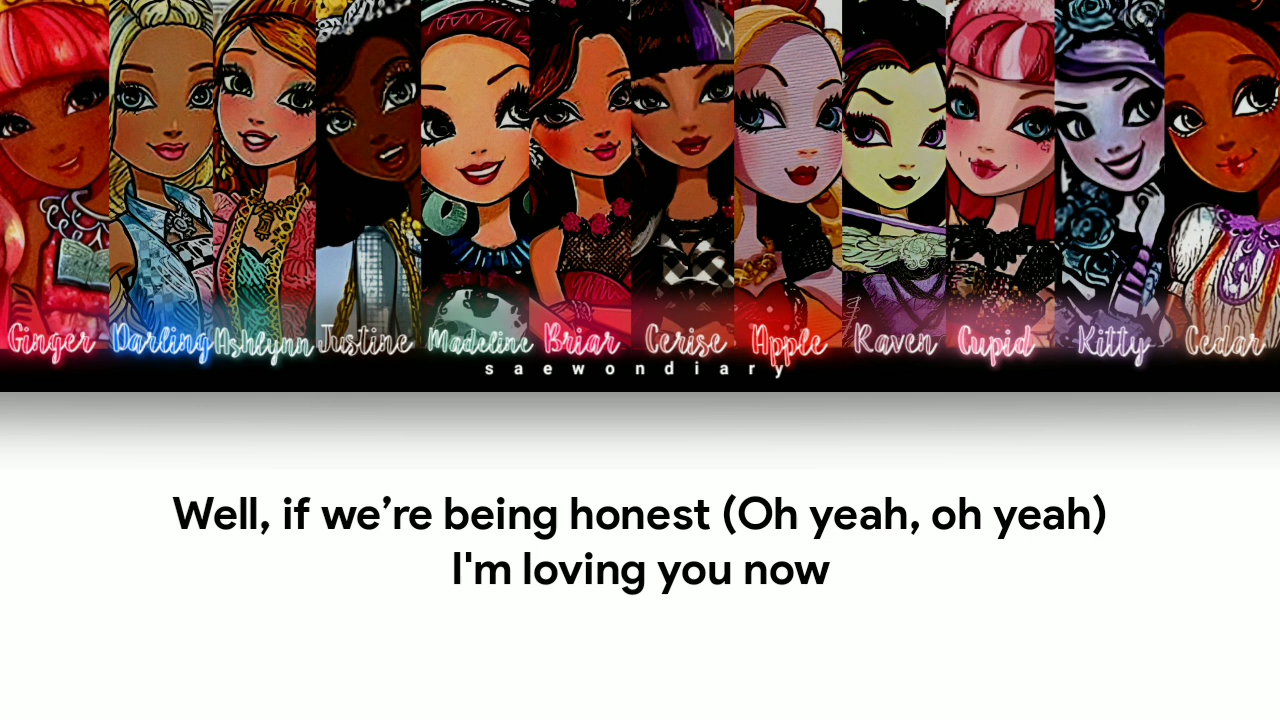 Ginger Darling Ashlynn Justine Madeline Briar Cerise Apple Raven Cupid Kitty Cedar
saewondiary
Well, if we’re being honest (Oh yeah, oh yeah)
I'm loving you now